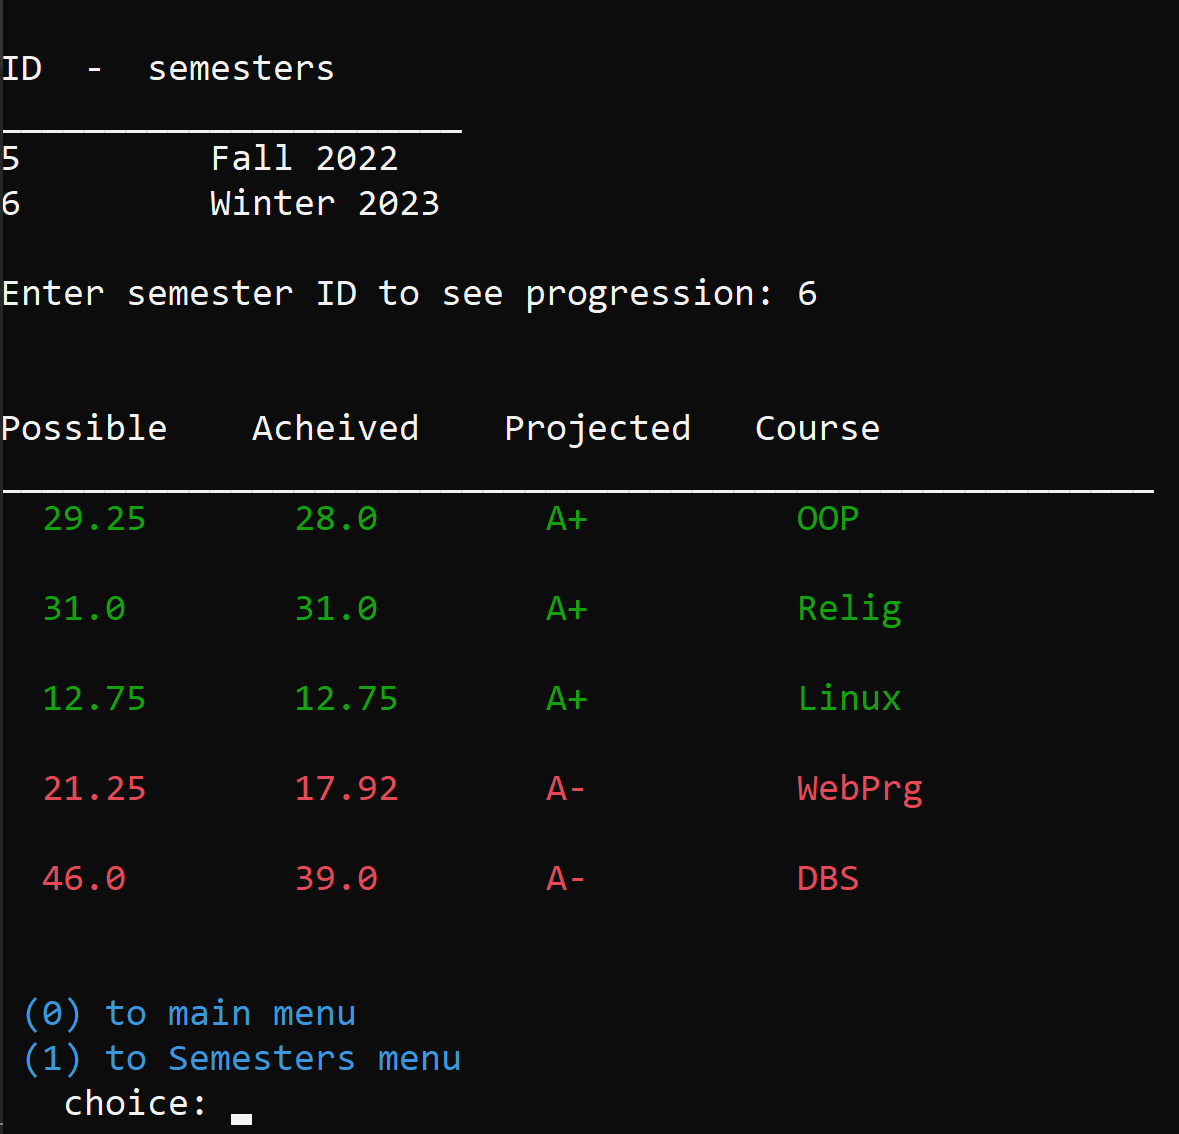 ID  -  semesters
______________________
5         Fall 2022
6         Winter 2023
Enter semester ID to see progression: 6
Possible    Acheived    Projected   Course
_______________________________________________________
29.25       28.0        A+          OOP
31.0        31.0        A+          Relig
12.75       12.75       A+          Linux
21.25       17.92       A-          WebPrg
46.0        39.0        A-          DBS
(0) to main menu
(1) to Semesters menu
choice: _